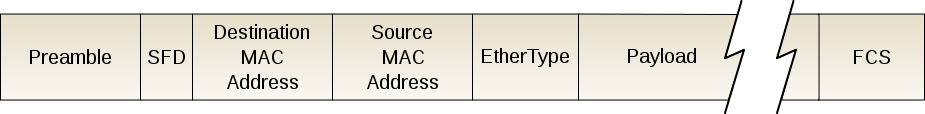 Preamble
SFD
Destination
MAC
Address
Source
MAC
Address
EtherType
Payload
FCS